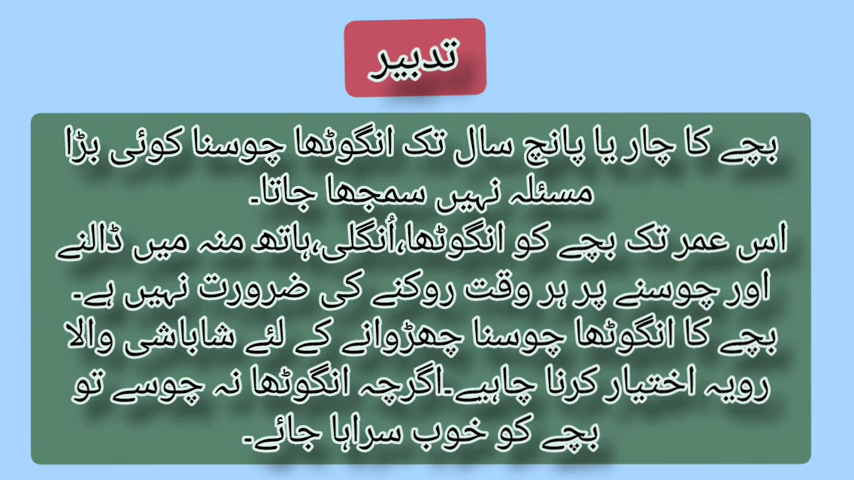 تدبیر
بچے کا چار یا پانچ سال تک انگوٹھا چوسنا کوئی بڑا
مسئلہ نہیں سمجھا جاتا۔
اس عمر تک بچے کو انگوٹھا،اُنگلی،ہاتھ منہ میں ڈالنے
اور چوسنے پر ہر وقت روکنے کی ضرورت نہیں ہے۔
بچے کا انگوٹھا چوسنا چھڑوانے کے لئے شاباشی والا
رویہ اختیار کرنا چاہیے۔اگرچہ انگوٹھا نہ چوسے تو
بچے کو خوب سراہا جائے۔